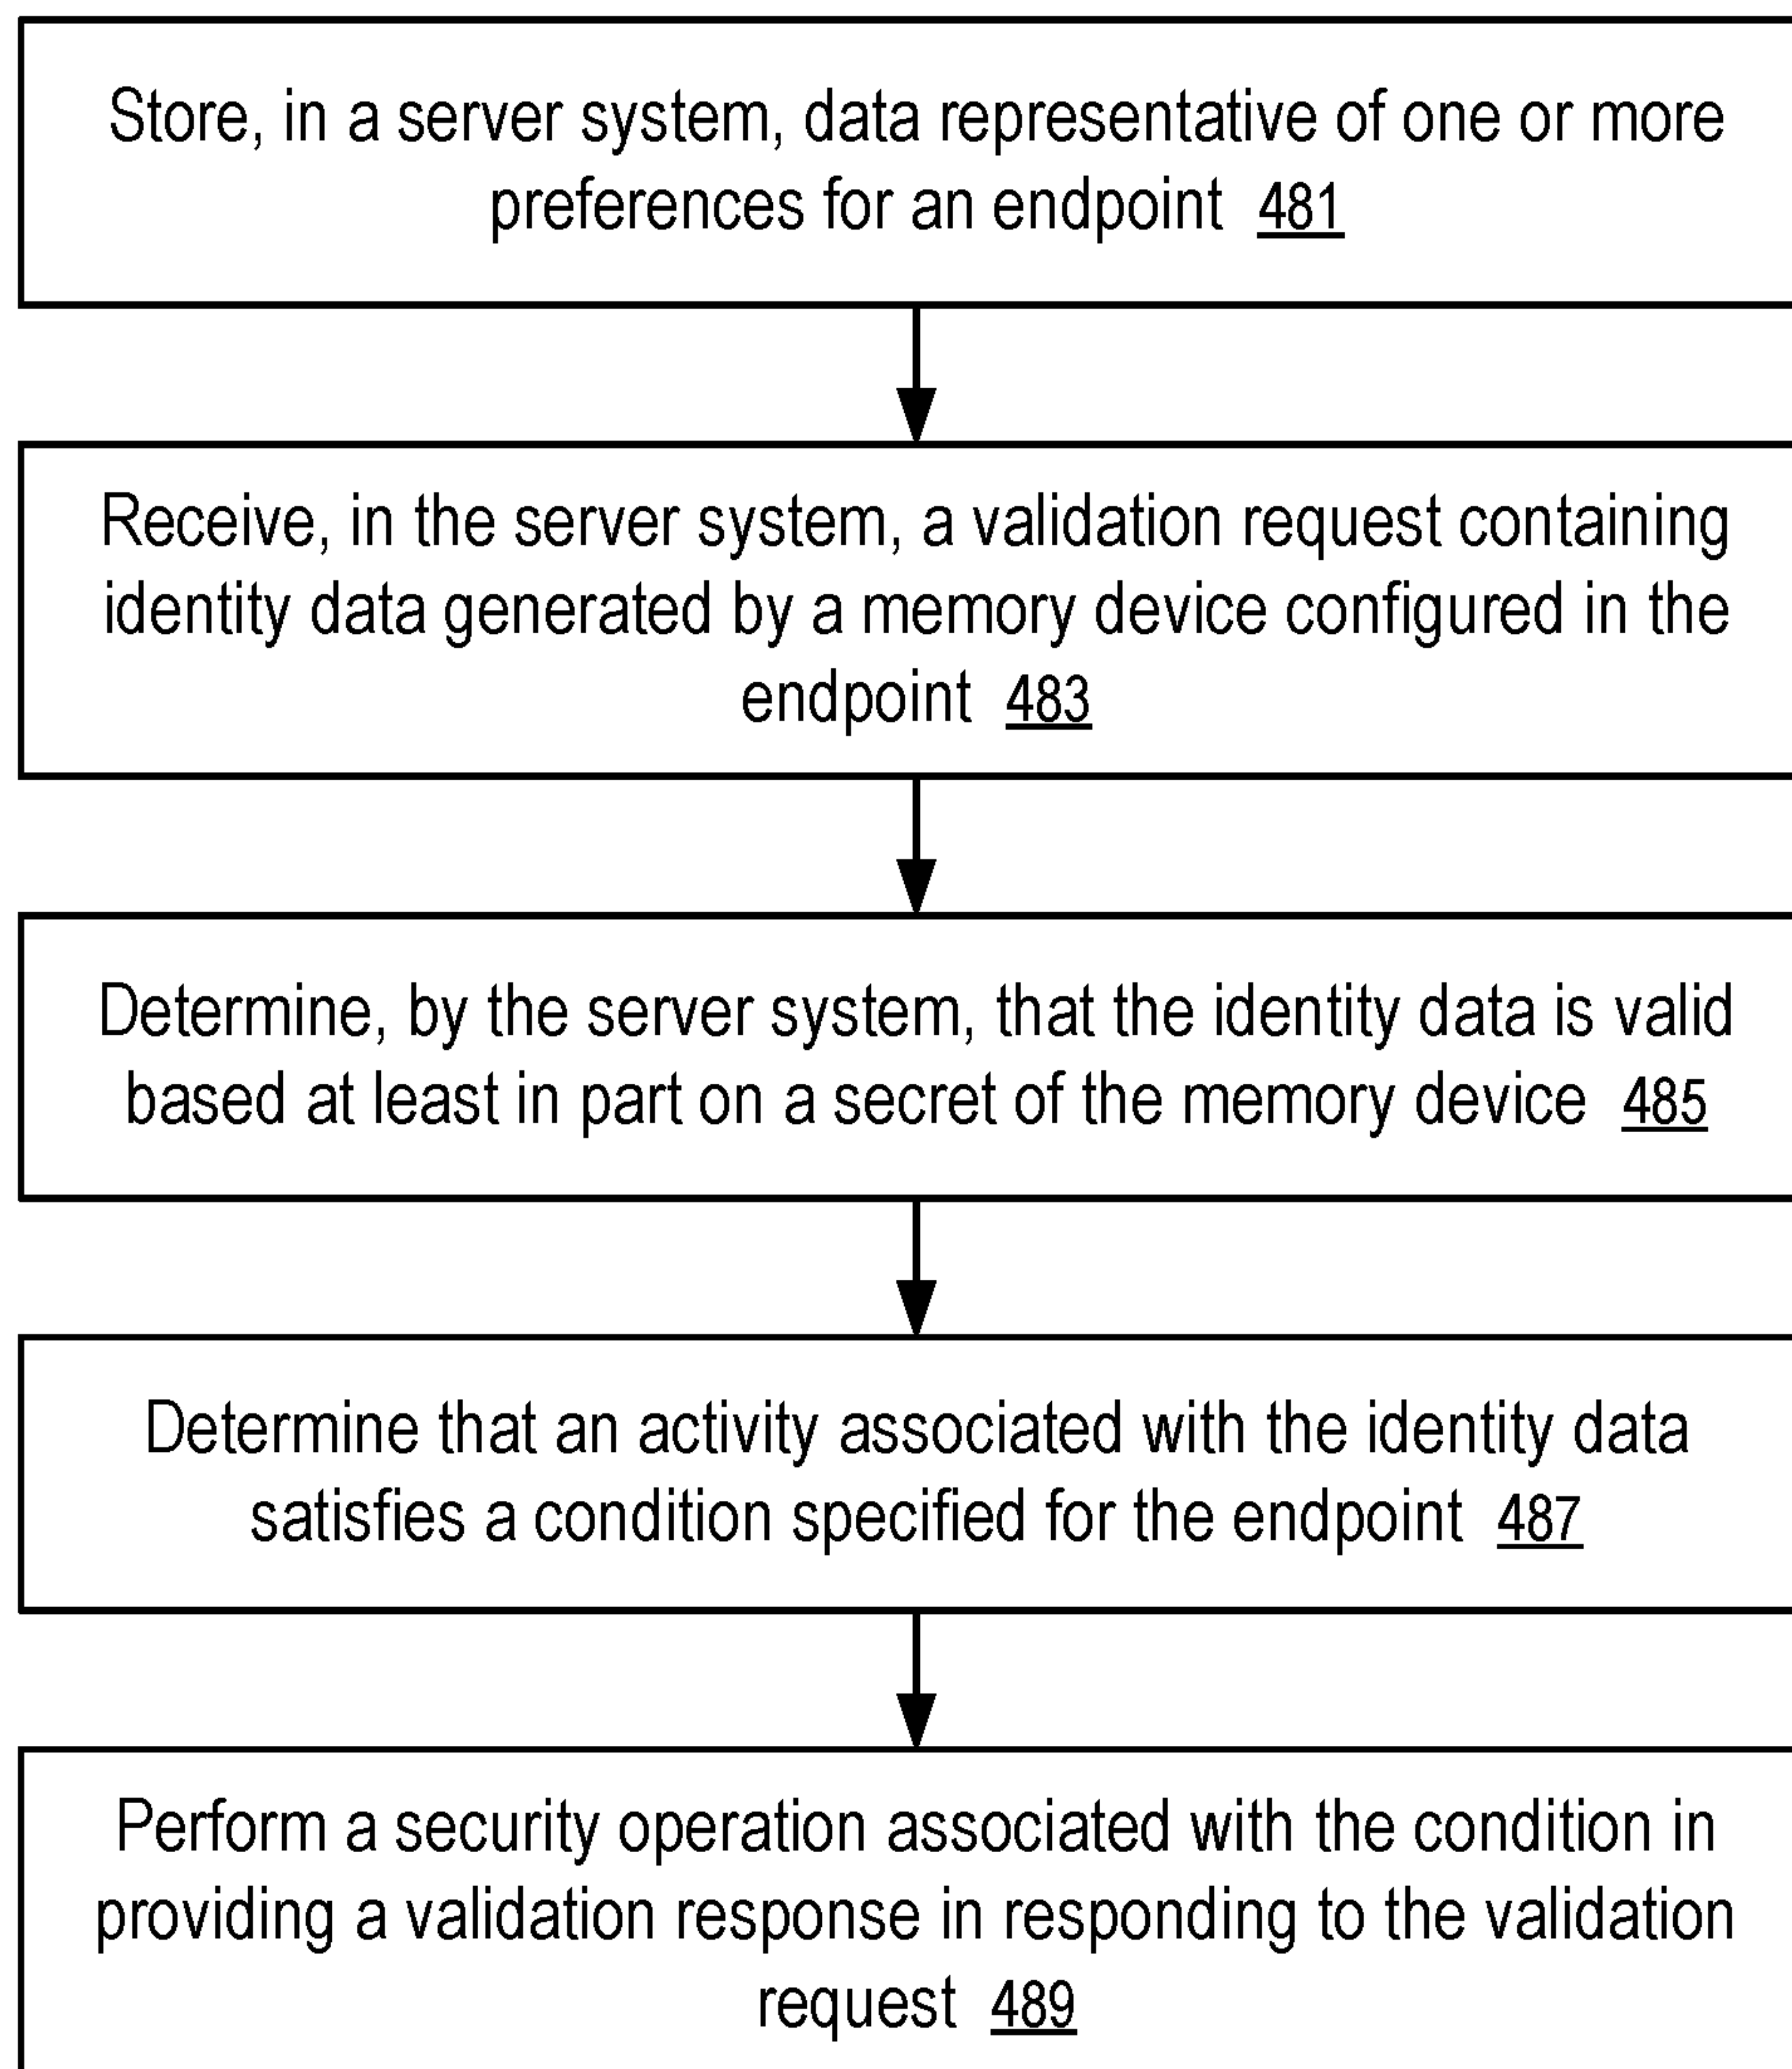 Store, in a server system, data representative of one or more
preferences for an endpoint 481
Receive, in the server system, a validation request containing
identity data generated by a memory device configured in the
endpoint 483
Determine, by the server system, that the identity data is valid
based at least in part on a secret of the memory device 485
Determine that an activity associated with the identity data
satisfies a condition specified for the endpoint 487
Perform a security operation associated with the condition in
providing a validation response in responding to the validation
request 489